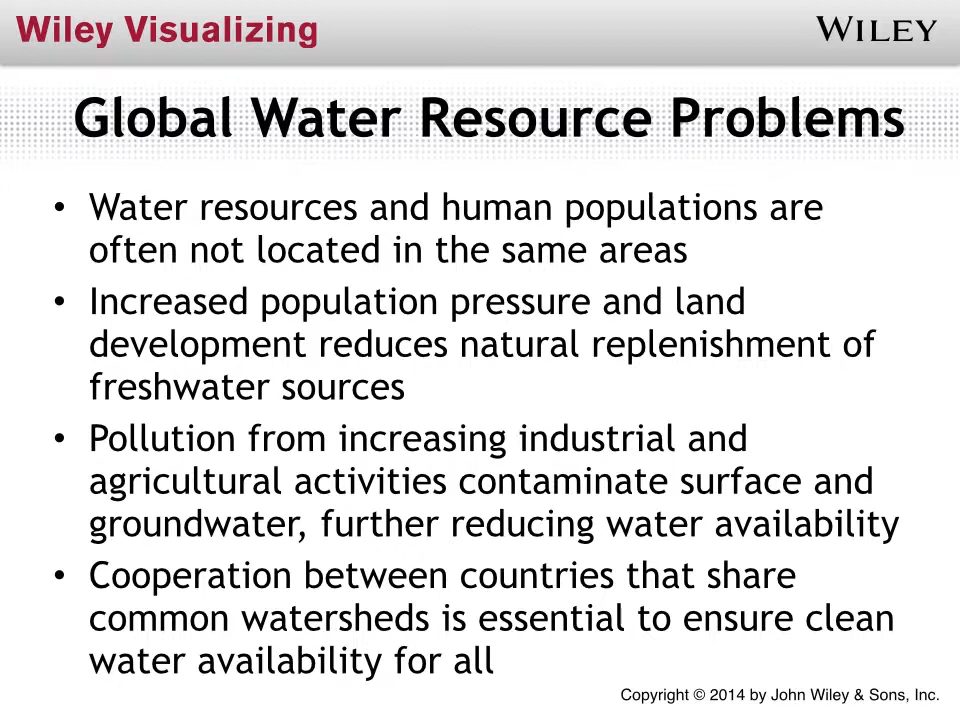 Wiley Visualizing
WILEY
Global Water Resource Problems
• Water resources and human populations are
often not located in the same areas
• Increased population pressure and land
development reduces natural replenishment of
freshwater sources
• Pollution from increasing industrial and
agricultural activities contaminate surface and
groundwater, further reducing water availability
• Cooperation between countries that share
common watersheds is essential to ensure clean
water availability for all
Copyright © 2014 by John Wiley & Sons, Inc.